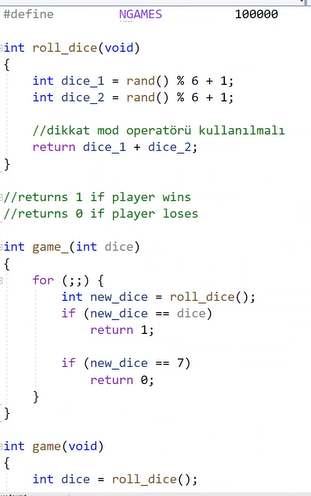 #define NGAMES 100000
int roll_dice(void)
{
int dice_1 = rand() % 6 + 1;
int dice_2 = rand() % 6 + 1;
//dikkat mod operatörü kullanılmalı
return dice_1 + dice_2;
}
//returns 1 if player wins
//returns 0 if player loses
int game_(int dice)
{
for (;;) {
int new_dice = roll_dice();
if (new_dice == dice)
return 1;
if (new_dice == 7)
return 0;
}
}
int game(void)
{
int dice = roll_dice();